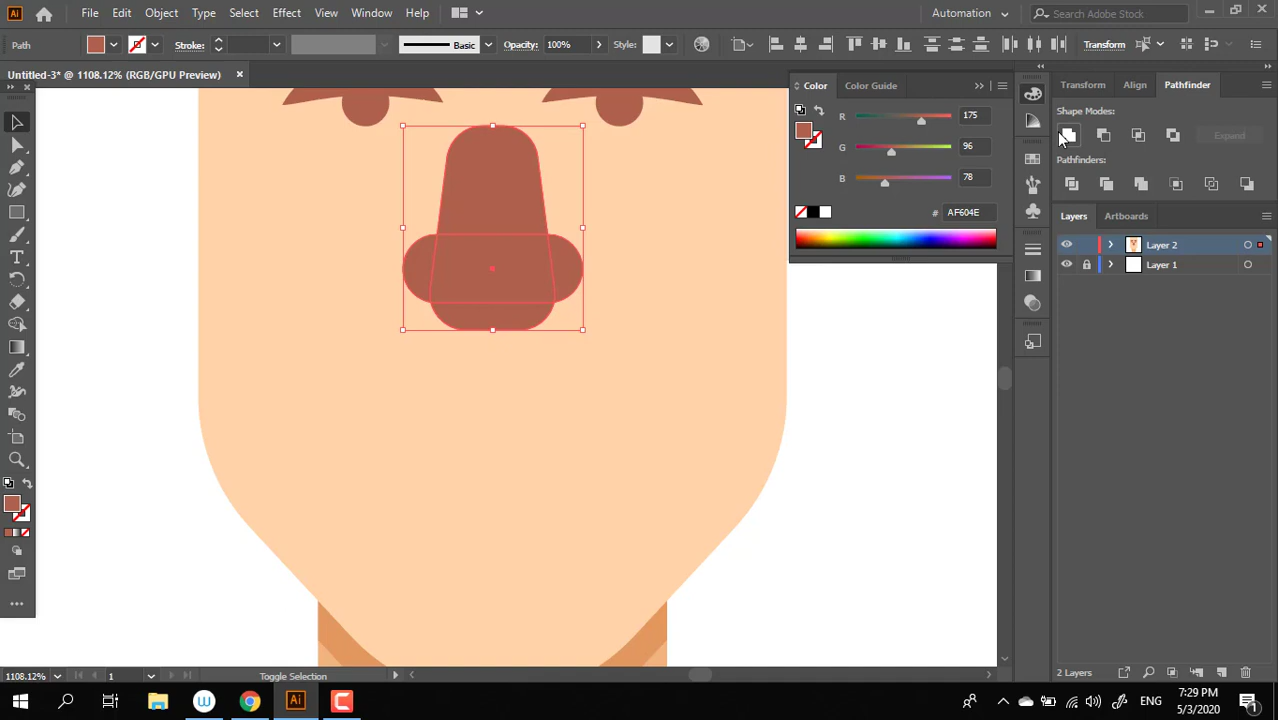 Ai File Edit Object Type Select Effect View Window Help Automation Search Adobe Stock
Path Stroke: Basic Opacity: 100% Style: Transform
Untitled-3* @ 1108.12% (RGB/GPU Preview)
Color Color Guide
R 175
G 96
B 78
# AF604E
Transform Align Pathfinder
Shape Modes:
Expand
Pathfinders:
Layers Artboards
Layer 2
Layer 1
2 Layers
1108.12% 1 Toggle Selection
W Ai C ENG 7:29 PM
5/3/2020 1